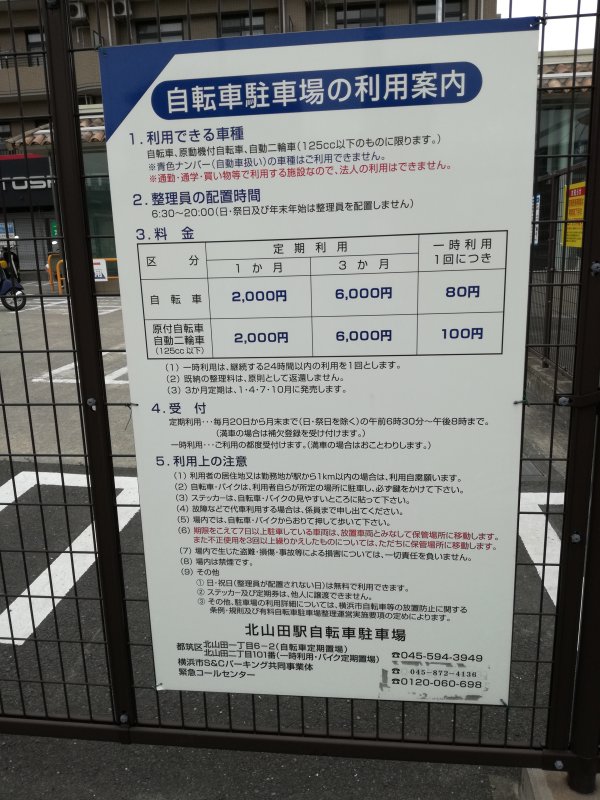 自転車駐車場の利用案内
1. 利用できる車種
自転車、原動機付自転車、自動二輪車(125cc以下のものに限ります。)
※青色ナンバー(自動車扱い)の車種はご利用できません。
※通勤・通学・買い物等で利用する施設なので、法人の利用はできません。
2. 整理員の配置時間
6:30〜20:00(日・祭日及び年末年始は整理員を配置しません)
3. 料 金
区 分 定期利用 一時利用
1か月 3か月 1回につき
自転車 2,000円 6,000円 80円
原付自転車
自動二輪車 2,000円 6,000円 100円
(125cc以下)
(1) 一時利用は、継続する24時間以内の利用を1回とします。
(2) 既納の整理料は、原則として返還しません。
(3) 3か月定期は、1・4・7・10月に発売します。
4. 受 付
定期利用・・・毎月20日から月末まで(日・祭日を除く)の午前6時30分〜午後8時まで。
(満車の場合は補欠登録を受け付けます。)
一時利用・・・ご利用の都度受付けます。(満車の場合はおことわりします。)
5. 利用上の注意
(1) 利用者の居住地又は勤務地が駅から1km以内の場合は、利用自粛願います。
(2) 自転車・バイクは、利用者自らが所定の場所に駐車し、必ず鍵をかけて下さい。
(3) ステッカーは、自転車・バイクの見やすいところに貼って下さい。
(4) 故障などで代車利用する場合は、係員まで申し出てください。
(5) 場内では、自転車・バイクからおりて押して歩いて下さい。
(6) 期限をこえて7日以上駐車している車両は、放置車両とみなして保管場所に移動します。
また不正使用を3回以上繰りかえしたものについては、ただちに保管場所に移動します。
(7) 場内で生じた盗難・損傷・事故等による損害については、一切責任を負いません。
(8) 場内は禁煙です。
(9) その他
① 日・祝日(整理員が配置されない日)は無料で利用できます。
② ステッカー及び定期券は、他人に譲渡できません。
③ その他、駐車場の利用詳細については、横浜市自転車等の放置防止に関する
条例・規則及び有料自転車駐車場整理運営実施要項の定めによります。
北山田駅自転車駐車場
都筑区北山田一丁目6−2(自転車定期置場) ☎045-594-3949
北山田二丁目101番(一時利用・バイク定期置場) ☎ 045-872-4136
横浜市S&Cパーキング共同事業体
緊急コールセンター ☎0120-060-698